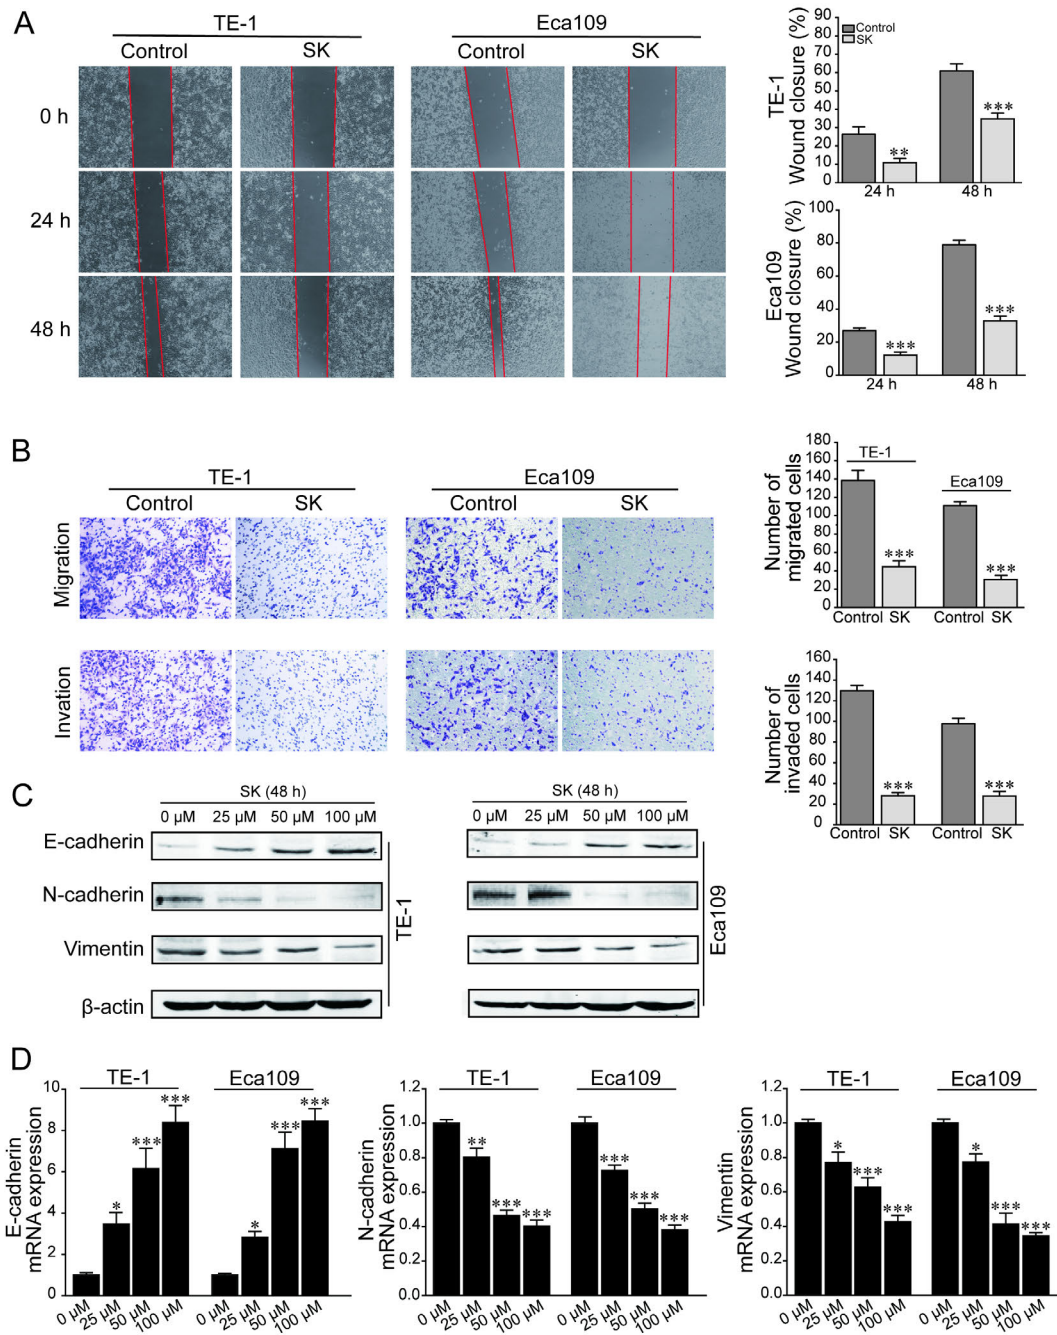 A
TE-1
Eca109
Control
SK
Control
SK
0 h
24 h
48 h
TE-1
Wound closure (%)
90
80
70
60
50
40
30
20
10
0
Control
SK
**
***
24 h
48 h
Eca109
Wound closure (%)
100
80
60
40
20
0
***
***
24 h
48 h
B
TE-1
Eca109
Control
SK
Control
SK
Migration
Invation
Number of
migrated cells
180
160
140
120
100
80
60
40
20
0
TE-1
Eca109
***
***
Control SK
Control SK
Number of
invaded cells
160
140
120
100
80
60
40
20
0
***
***
Control SK
Control SK
C
SK (48 h)
0 μM 25 μM 50 μM 100 μM
SK (48 h)
0 μM 25 μM 50 μM 100 μM
E-cadherin
N-cadherin
Vimentin
β-actin
TE-1
Eca109
D
E-cadherin
mRNA expression
10
8
6
4
2
0
TE-1
Eca109
*
***
***
*
***
***
0 μM 25 μM 50 μM 100 μM
0 μM 25 μM 50 μM 100 μM
N-cadherin
mRNA expression
1.2
1.0
0.8
0.6
0.4
0.2
0.0
TE-1
Eca109
**
***
***
***
***
***
0 μM 25 μM 50 μM 100 μM
0 μM 25 μM 50 μM 100 μM
Vimentin
mRNA expression
1.2
1.0
0.8
0.6
0.4
0.2
0.0
TE-1
Eca109
*
***
***
*
***
***
0 μM 25 μM 50 μM 100 μM
0 μM 25 μM 50 μM 100 μM